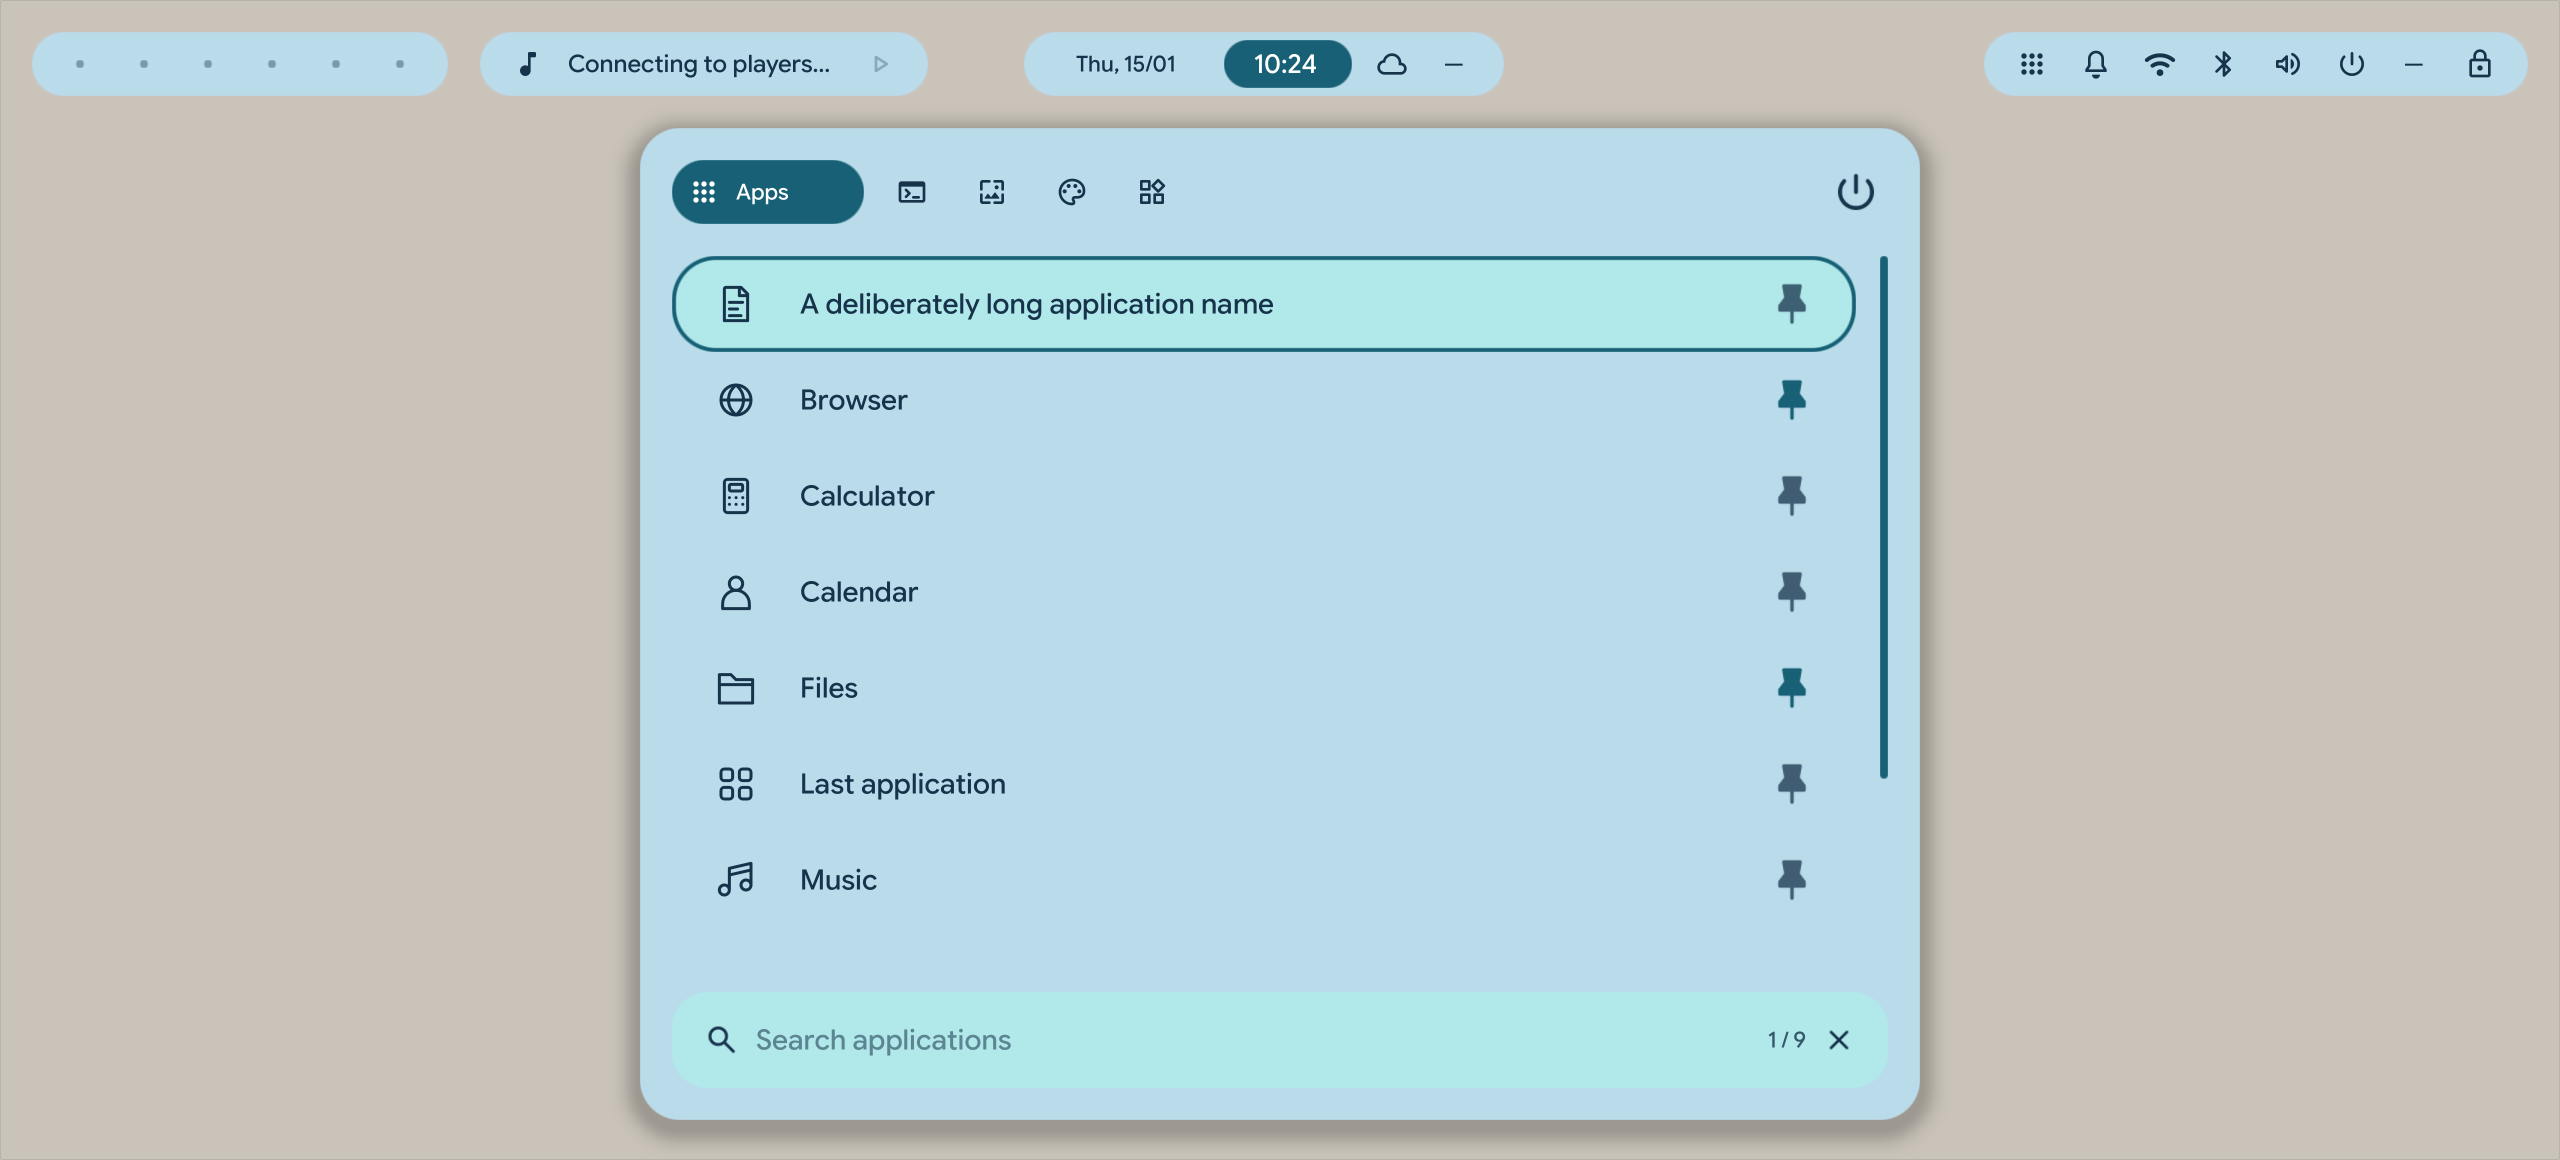 Connecting to players...
Thu, 15/01
10:24
Apps
A deliberately long application name
Browser
Calculator
Calendar
Files
Last application
Music
Search applications
1 / 9